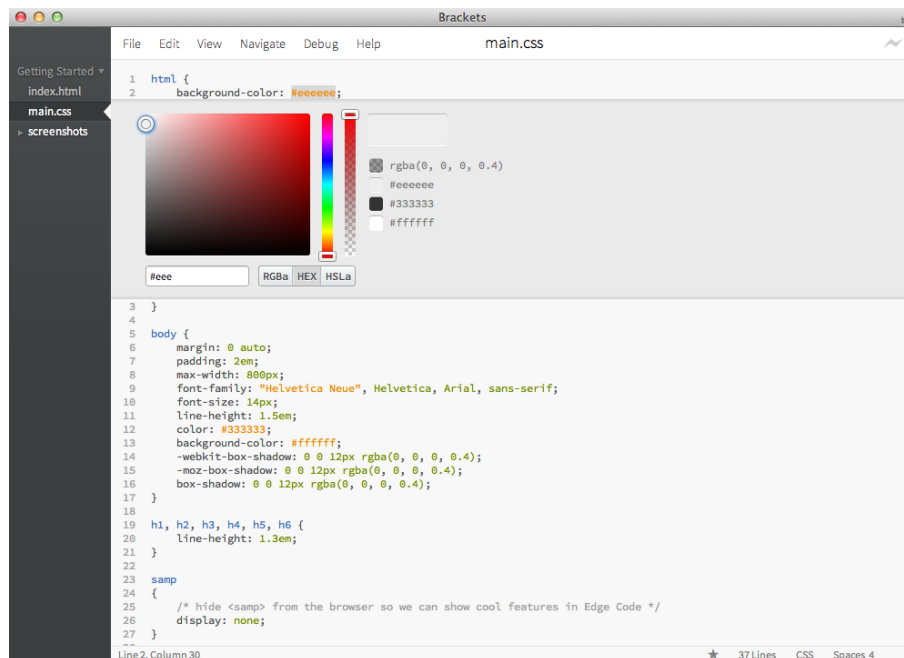 Brackets
File Edit View Navigate Debug Help main.css
Getting Started
index.html
main.css
screenshots
1 html {
2 background-color: #eeeeee;
rgba(0, 0, 0, 0.4)
#eeeeee
#333333
#ffffff
#eee RGBa HEX HSLa
3 }
4
5 body {
6 margin: 0 auto;
7 padding: 2em;
8 max-width: 800px;
9 font-family: "Helvetica Neue", Helvetica, Arial, sans-serif;
10 font-size: 14px;
11 line-height: 1.5em;
12 color: #333333;
13 background-color: #ffffff;
14 -webkit-box-shadow: 0 0 12px rgba(0, 0, 0, 0.4);
15 -moz-box-shadow: 0 0 12px rgba(0, 0, 0, 0.4);
16 box-shadow: 0 0 12px rgba(0, 0, 0, 0.4);
17 }
18
19 h1, h2, h3, h4, h5, h6 {
20 line-height: 1.3em;
21 }
22
23 samp
24 {
25 /* hide <samp> from the browser so we can show cool features in Edge Code */
26 display: none;
27 }
Line 2, Column 30 37 Lines CSS Spaces 4